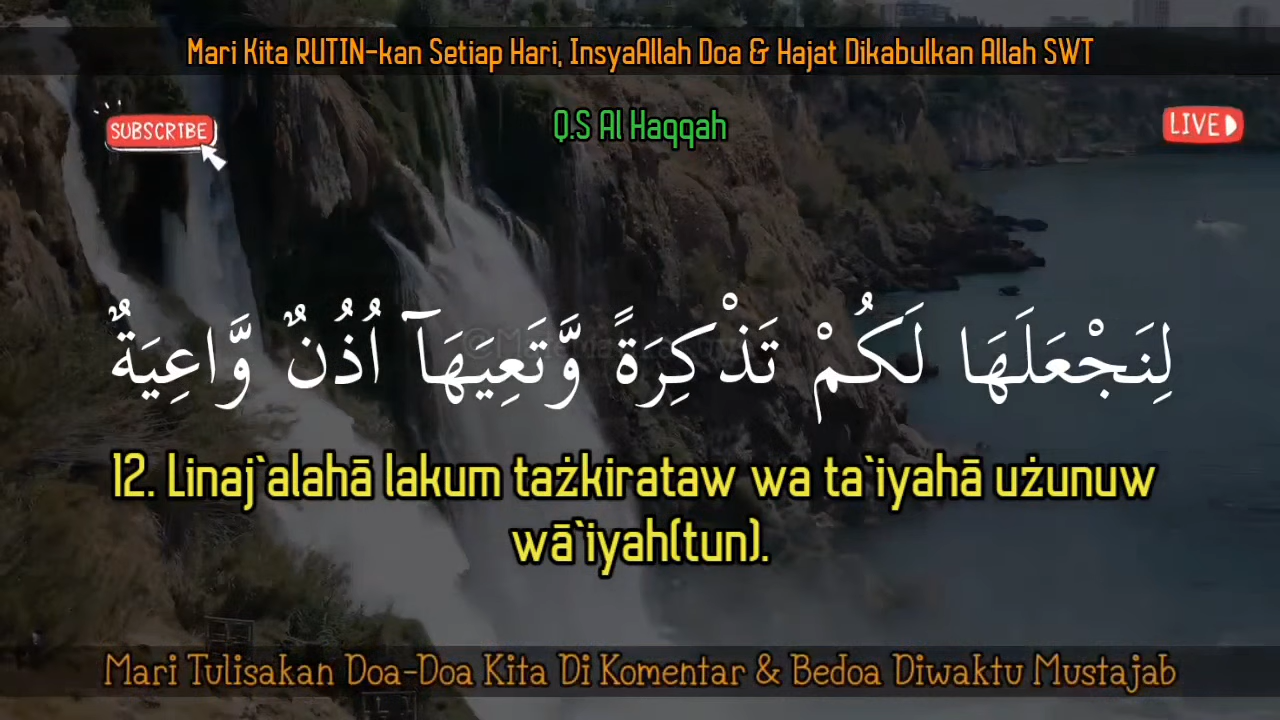 Mari Kita RUTIN-kan Setiap Hari, InsyaAllah Doa & Hajat Dikabulkan Allah SWT
Q.S Al Haqqah
SUBSCRIBE
LIVE
لِنَجْعَلَهَا لَكُمْ تَذْكِرَةً وَّتَعِيَهَآ اُذُنٌ وَّاعِيَةٌ
12. Linaj`alahā lakum tażkirataw wa ta`iyahā użunuw
wā`iyah(tun).
Mari Tulisakan Doa-Doa Kita Di Komentar & Bedoa Diwaktu Mustajab